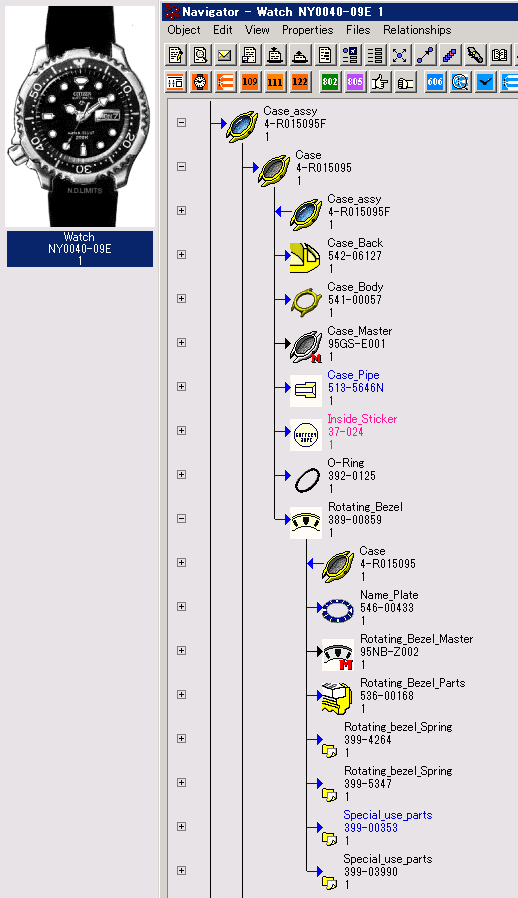 Navigator - Watch NY0040-09E 1
Object Edit View Properties Files Relationships
109 111 122 802 805 606
CITIZEN
AUTOMATIC
N.D.LIMITS
Watch
NY0040-09E
1
Case_assy
4-R015095F
1
Case
4-R015095
1
Case_assy
4-R015095F
1
Case_Back
542-06127
1
Case_Body
541-00057
1
Case_Master
95GS-E001
1
N
Case_Pipe
513-5646N
1
Inside_Sticker
37-024
1
O-Ring
392-0125
1
Rotating_Bezel
389-00859
1
Case
4-R015095
1
Name_Plate
546-00433
1
Rotating_Bezel_Master
95NB-Z002
1
M
Rotating_Bezel_Parts
536-00168
1
Rotating_bezel_Spring
399-4264
1
Rotating_bezel_Spring
399-5347
1
Special_use_parts
399-00353
1
Special_use_parts
399-03990
1